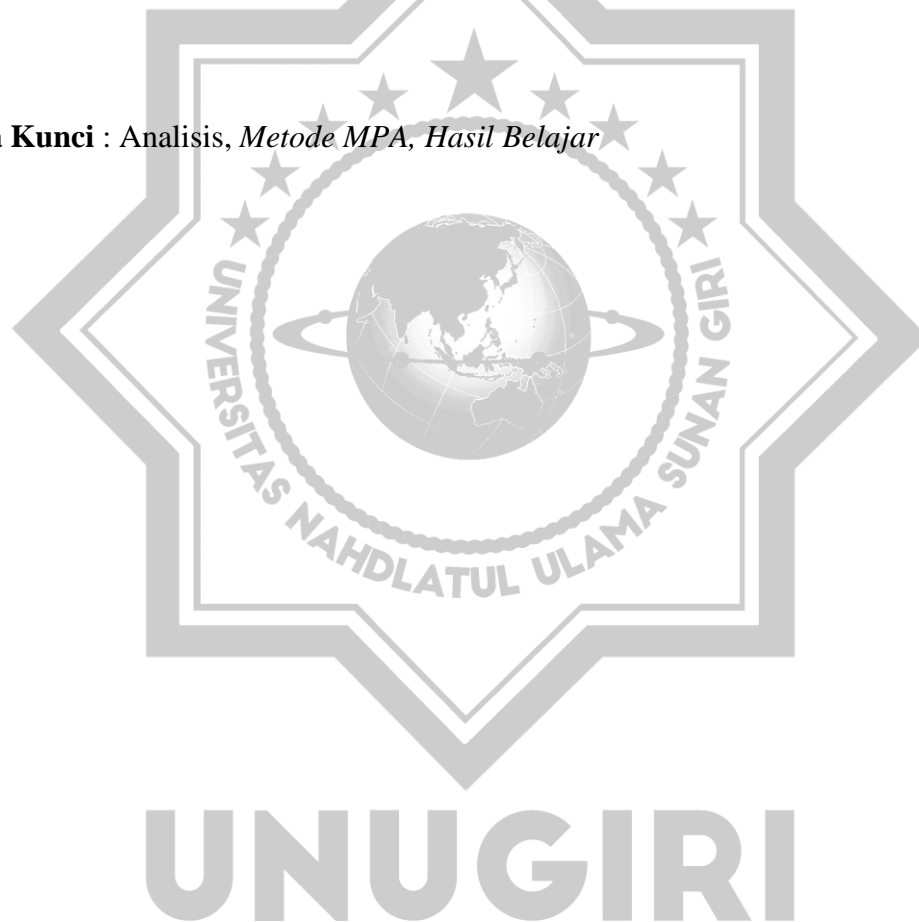 Kunci : Analisis, Metode MPA, Hasil Belajar
UNIVERSITAS NAHDLATUL ULAMA SUNAN GIRI
UNUGIRI